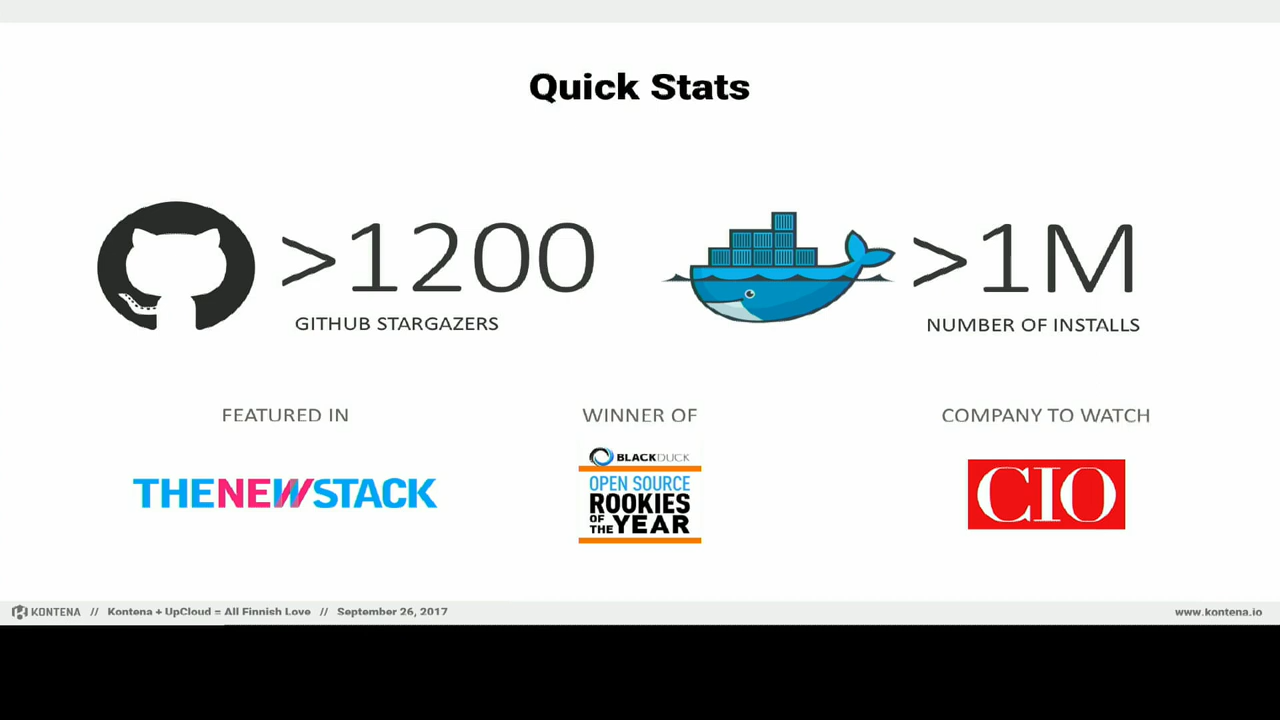 Quick Stats
>1200
GITHUB STARGAZERS
>1M
NUMBER OF INSTALLS
FEATURED IN
THENEWSTACK
WINNER OF
BLACKDUCK
OPEN SOURCE
ROOKIES
OF THE YEAR
COMPANY TO WATCH
CIO
KONTENA // Kontena + UpCloud = All Finnish Love // September 26, 2017
www.kontena.io